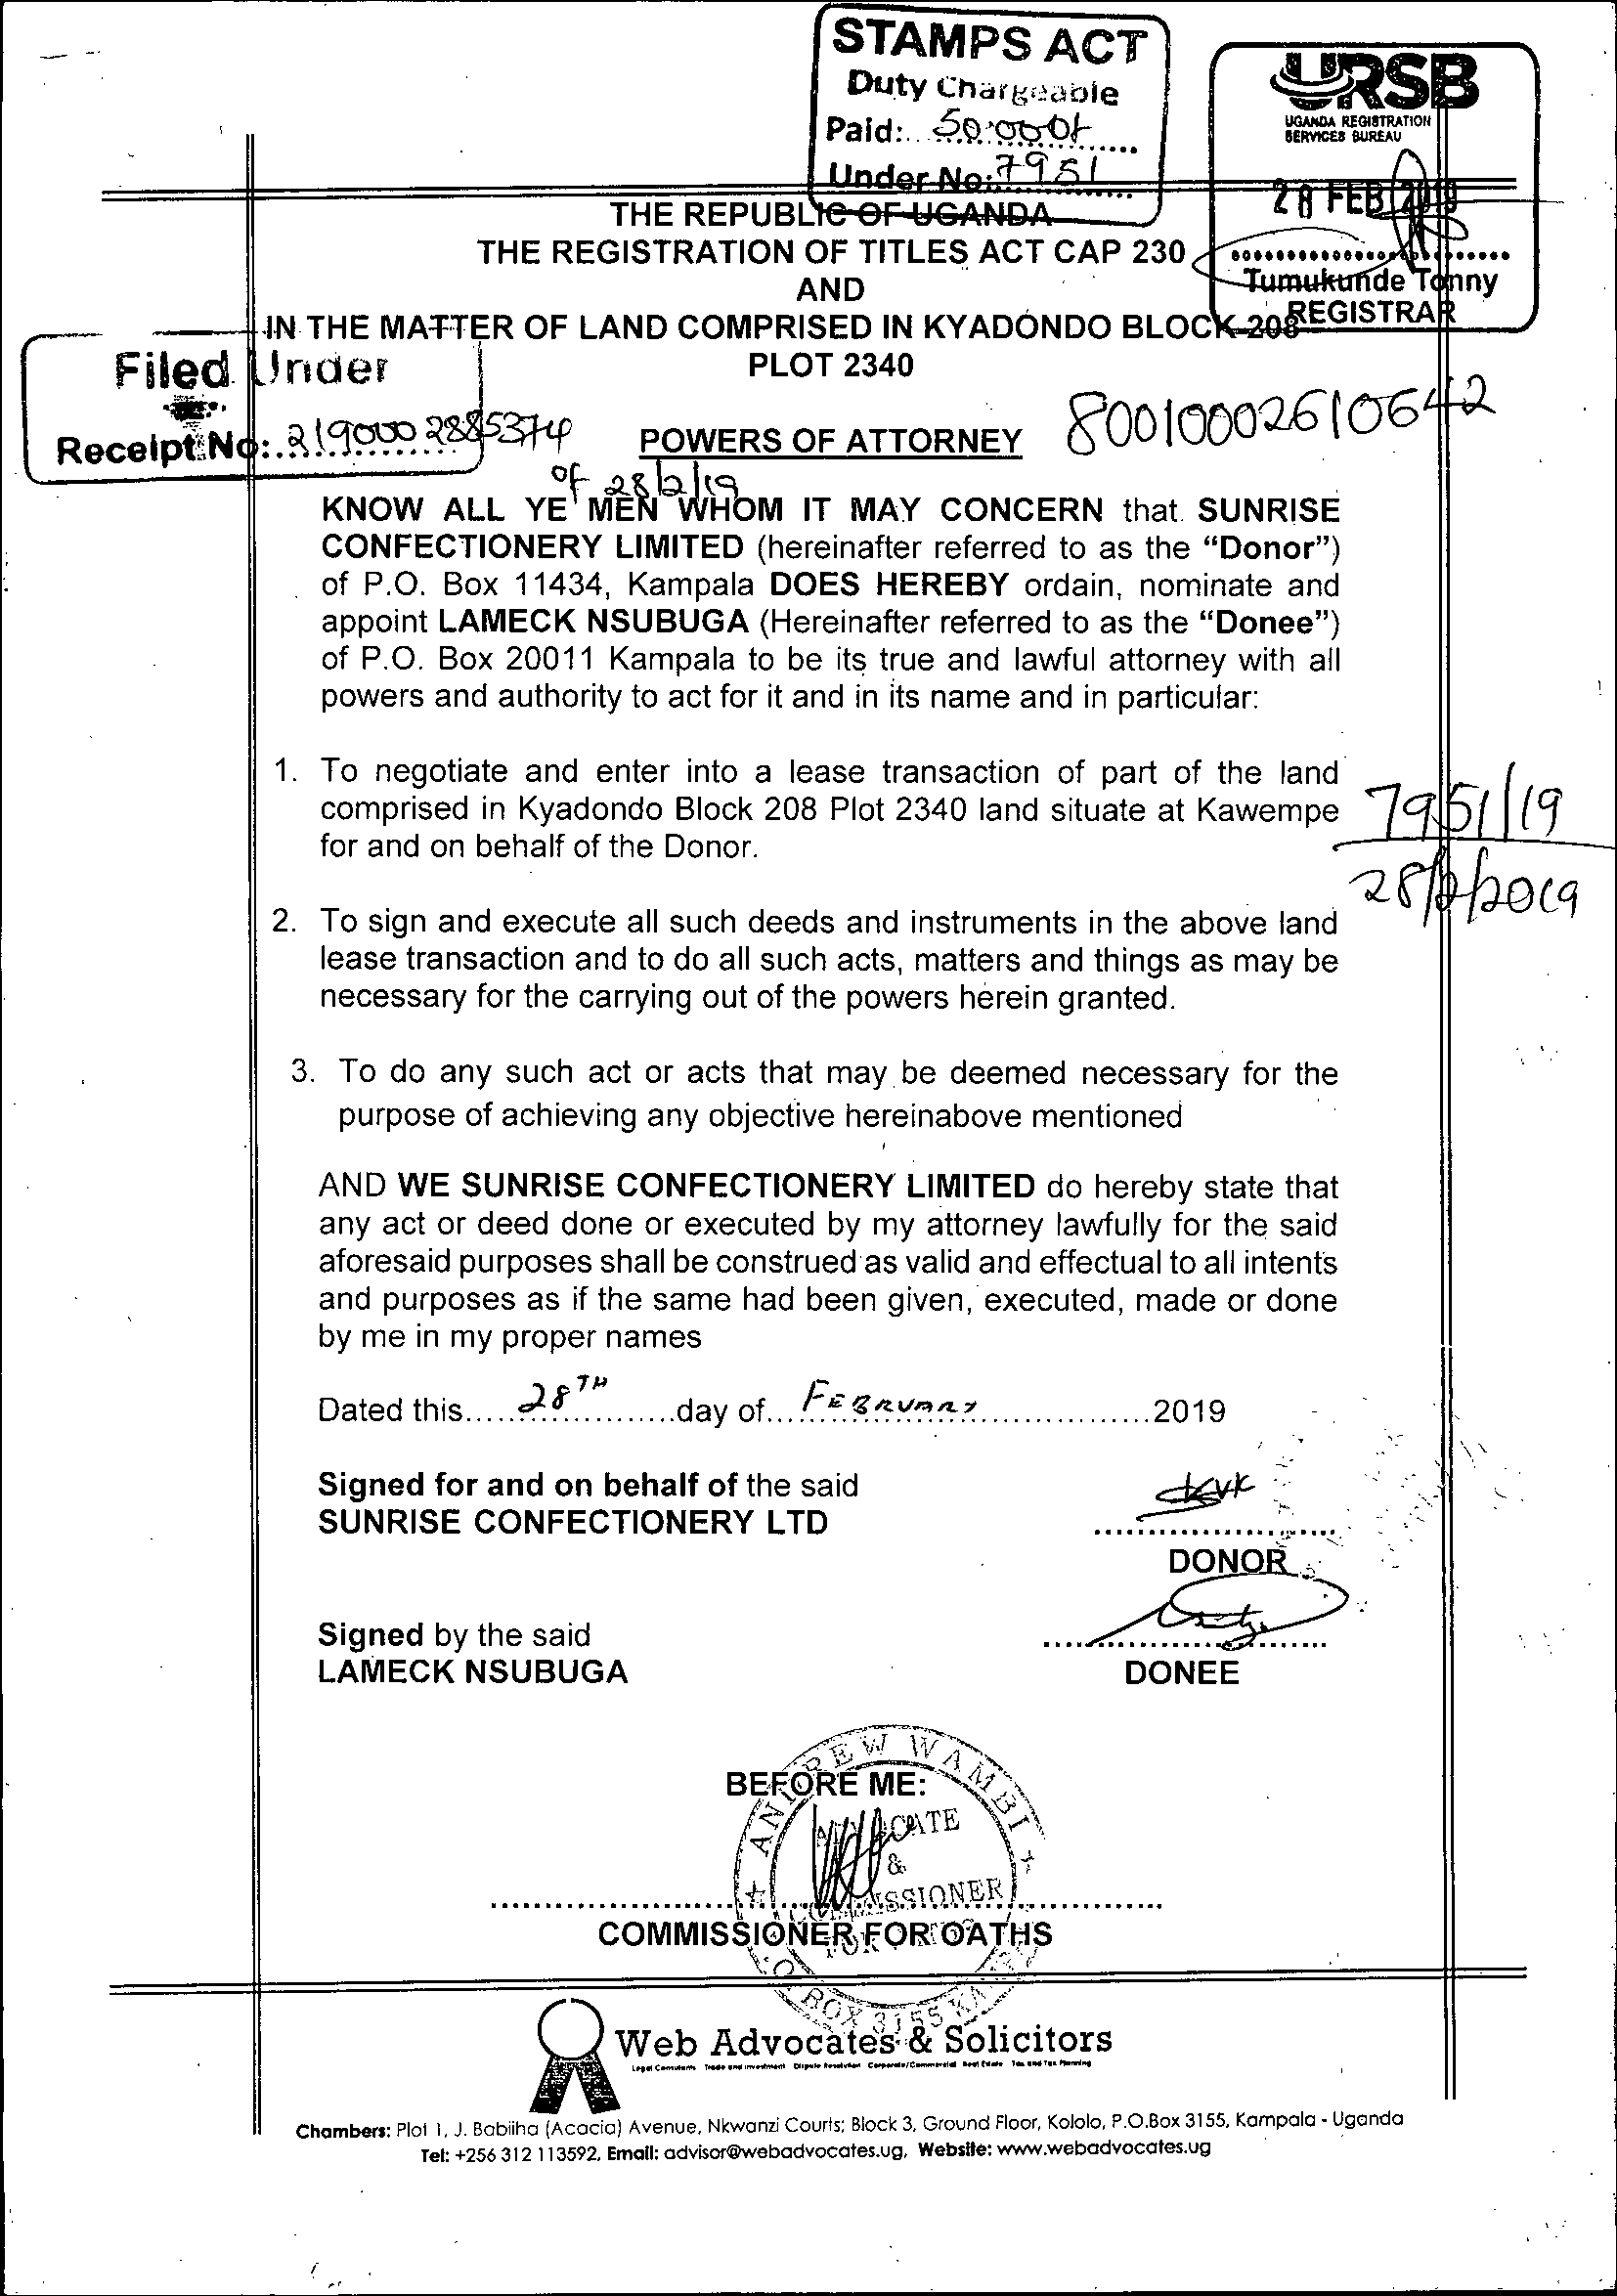 STAMPS ACT
Duty Chargeable
Paid: 50.000/
Under No: 7951
URSB
UGANDA REGISTRATION
SERVICES BUREAU
28 FEB 2019
Tumukunde Tonny
REGISTRAR
THE REPUBLIC OF UGANDA
THE REGISTRATION OF TITLES ACT CAP 230
AND
IN THE MATTER OF LAND COMPRISED IN KYADONDO BLOCK 208
PLOT 2340
Filed Under
Receipt No: 2190000 2885374
of 28/2/19
POWERS OF ATTORNEY
800100002610642
KNOW ALL YE MEN WHOM IT MAY CONCERN that SUNRISE
CONFECTIONERY LIMITED (hereinafter referred to as the “Donor”)
of P.O. Box 11434, Kampala DOES HEREBY ordain, nominate and
appoint LAMECK NSUBUGA (Hereinafter referred to as the “Donee”)
of P.O. Box 20011 Kampala to be its true and lawful attorney with all
powers and authority to act for it and in its name and in particular:
1. To negotiate and enter into a lease transaction of part of the land
comprised in Kyadondo Block 208 Plot 2340 land situate at Kawempe
for and on behalf of the Donor.
7951/19
28/2/2019
2. To sign and execute all such deeds and instruments in the above land
lease transaction and to do all such acts, matters and things as may be
necessary for the carrying out of the powers herein granted.
3. To do any such act or acts that may be deemed necessary for the
purpose of achieving any objective hereinabove mentioned
AND WE SUNRISE CONFECTIONERY LIMITED do hereby state that
any act or deed done or executed by my attorney lawfully for the said
aforesaid purposes shall be construed as valid and effectual to all intents
and purposes as if the same had been given, executed, made or done
by me in my proper names
Dated this.....28TH..........day of...FEBRUARY...............2019
Signed for and on behalf of the said
SUNRISE CONFECTIONERY LTD
DONOR
Signed by the said
LAMECK NSUBUGA
DONEE
BEFORE ME:
ANDREW WAMBI
ADVOCATE
&
COMMISSIONER
FOR OATHS
BOX 3155
COMMISSIONER FOR OATHS
Web Advocates & Solicitors
Legal Consultants Trade and Investment Dispute Resolution Corporate/Commercial Real Estate Tax and Tax Planning
Chambers: Plot 1, J. Babiiha (Acacia) Avenue, Nkwanzi Courts; Block 3, Ground Floor, Kololo, P.O.Box 3155, Kampala - Uganda
Tel: +256 312 113592, Email: advisor@webadvocates.ug, Website: www.webadvocates.ug